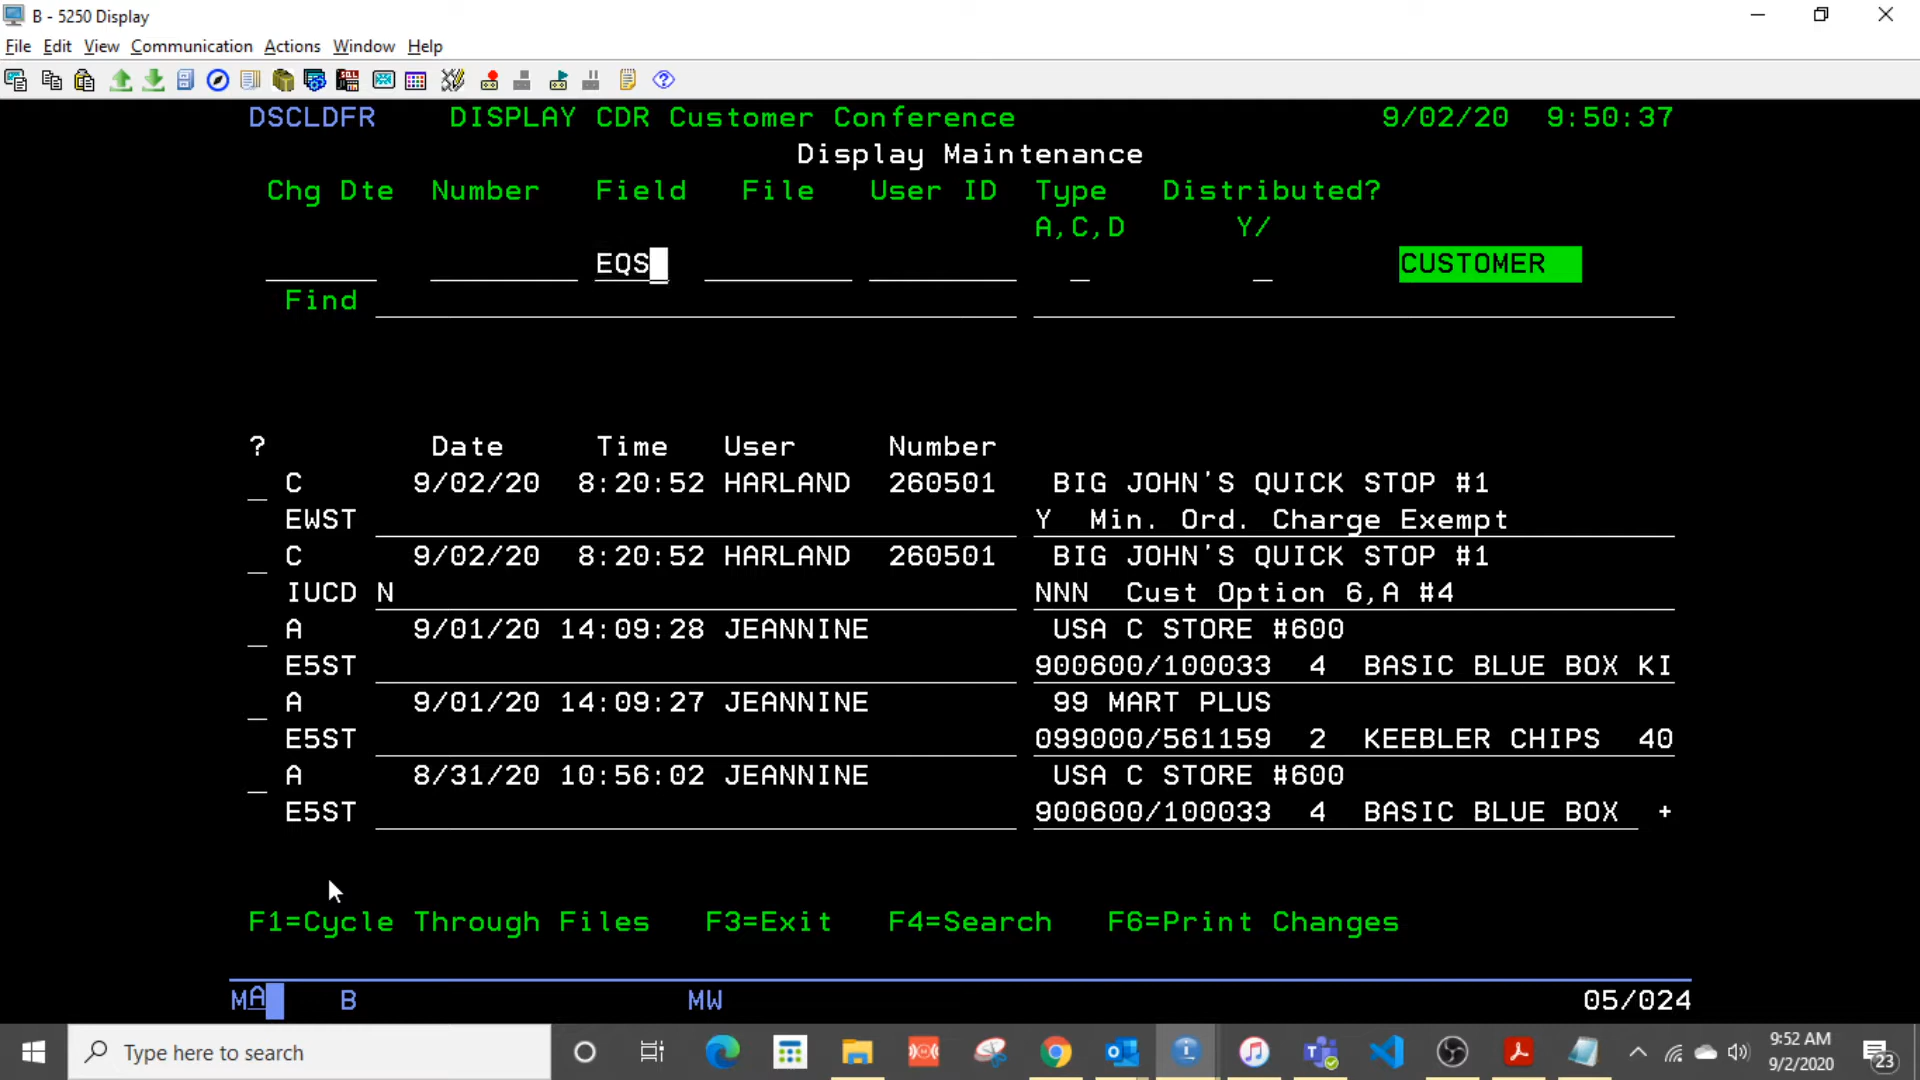 B - 5250 Display
File Edit View Communication Actions Window Help
DSCLDFR DISPLAY CDR Customer Conference 9/02/20 9:50:37
Display Maintenance
Chg Dte Number Field File User ID Type Distributed?
A,C,D Y/
EQS CUSTOMER
Find
? Date Time User Number
_ C 9/02/20 8:20:52 HARLAND 260501 BIG JOHN'S QUICK STOP #1
EWST Y Min. Ord. Charge Exempt
_ C 9/02/20 8:20:52 HARLAND 260501 BIG JOHN'S QUICK STOP #1
IUCD N NNN Cust Option 6,A #4
_ A 9/01/20 14:09:28 JEANNINE USA C STORE #600
E5ST 900600/100033 4 BASIC BLUE BOX KI
_ A 9/01/20 14:09:27 JEANNINE 99 MART PLUS
E5ST 099000/561159 2 KEEBLER CHIPS 40
_ A 8/31/20 10:56:02 JEANNINE USA C STORE #600
E5ST 900600/100033 4 BASIC BLUE BOX +
F1=Cycle Through Files F3=Exit F4=Search F6=Print Changes
MA B MW 05/024
Type here to search 9:52 AM
9/2/2020 23